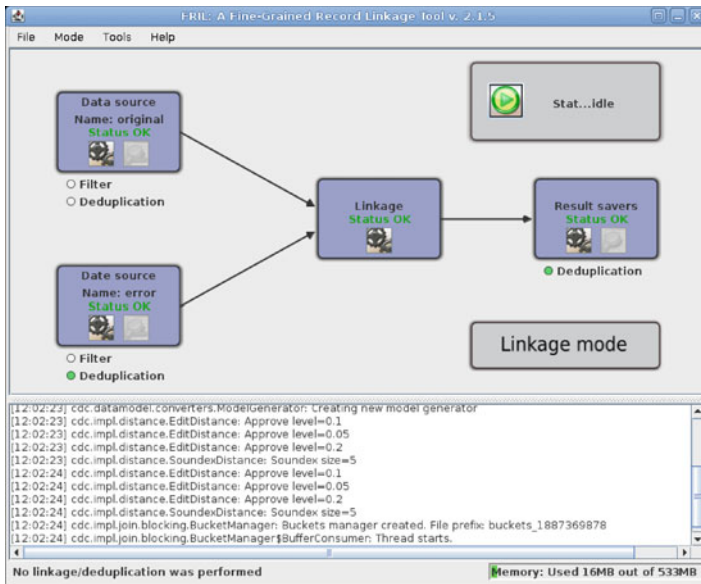 FRIL: A Fine-Grained Record Linkage Tool v. 2.1.5
File Mode Tools Help
Data source
Name: original
Status OK
Filter
Deduplication
Stat...idle
Linkage
Status OK
Result savers
Status OK
Deduplication
Date source
Name: error
Status OK
Filter
Deduplication
Linkage mode
[12:02:23] cdc.datamodel.converters.ModelGenerator: Creating new model generator
[12:02:23] cdc.impl.distance.EditDistance: Approve level=0.1
[12:02:23] cdc.impl.distance.EditDistance: Approve level=0.05
[12:02:23] cdc.impl.distance.EditDistance: Approve level=0.2
[12:02:23] cdc.impl.distance.SoundexDistance: Soundex size=5
[12:02:24] cdc.impl.distance.EditDistance: Approve level=0.1
[12:02:24] cdc.impl.distance.EditDistance: Approve level=0.05
[12:02:24] cdc.impl.distance.EditDistance: Approve level=0.2
[12:02:24] cdc.impl.distance.SoundexDistance: Soundex size=5
[12:02:24] cdc.impl.join.blocking.BucketManager: Buckets manager created. File prefix: buckets_1887369878
[12:02:24] cdc.impl.join.blocking.BucketManager$BufferConsumer: Thread starts.
No linkage/deduplication was performed
Memory: Used 16MB out of 533MB